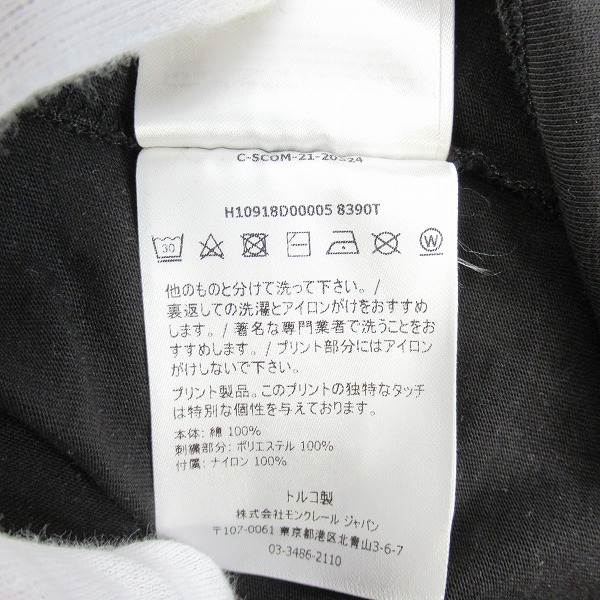 C-SCOM-21-20524
H10918D00005 8390T
30
W
他のものと分けて洗って下さい。/
裏返しての洗濯とアイロンがけをおすすめ
します。/ 著名な専門業者で洗うことをお
すすめします。/ プリント部分にはアイロン
がけしないで下さい。
プリント製品。このプリントの独特なタッチ
は特別な個性を与えております。
本体: 綿 100%
刺繍部分: ポリエステル 100%
付属: ナイロン 100%
トルコ製
株式会社モンクレール ジャパン
〒107-0061 東京都港区北青山3-6-7
03-3486-2110